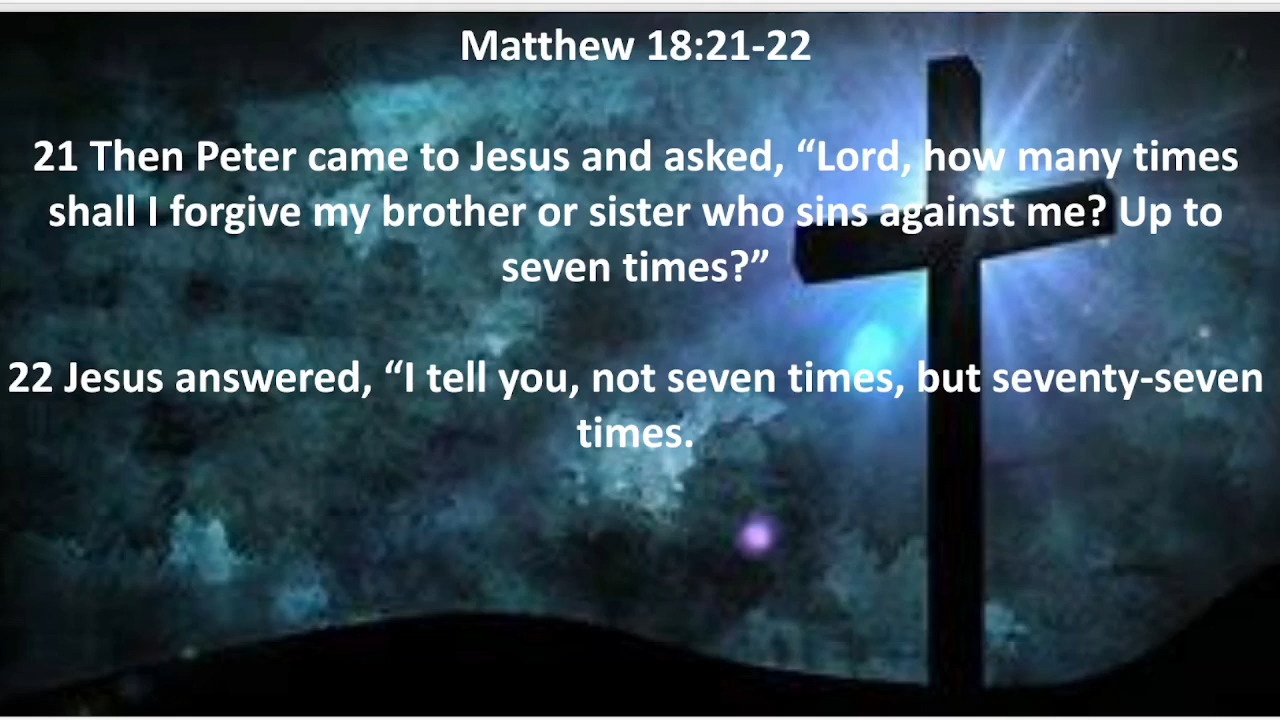 Matthew 18:21-22
21 Then Peter came to Jesus and asked, “Lord, how many times
shall I forgive my brother or sister who sins against me? Up to
seven times?”
22 Jesus answered, “I tell you, not seven times, but seventy-seven
times.